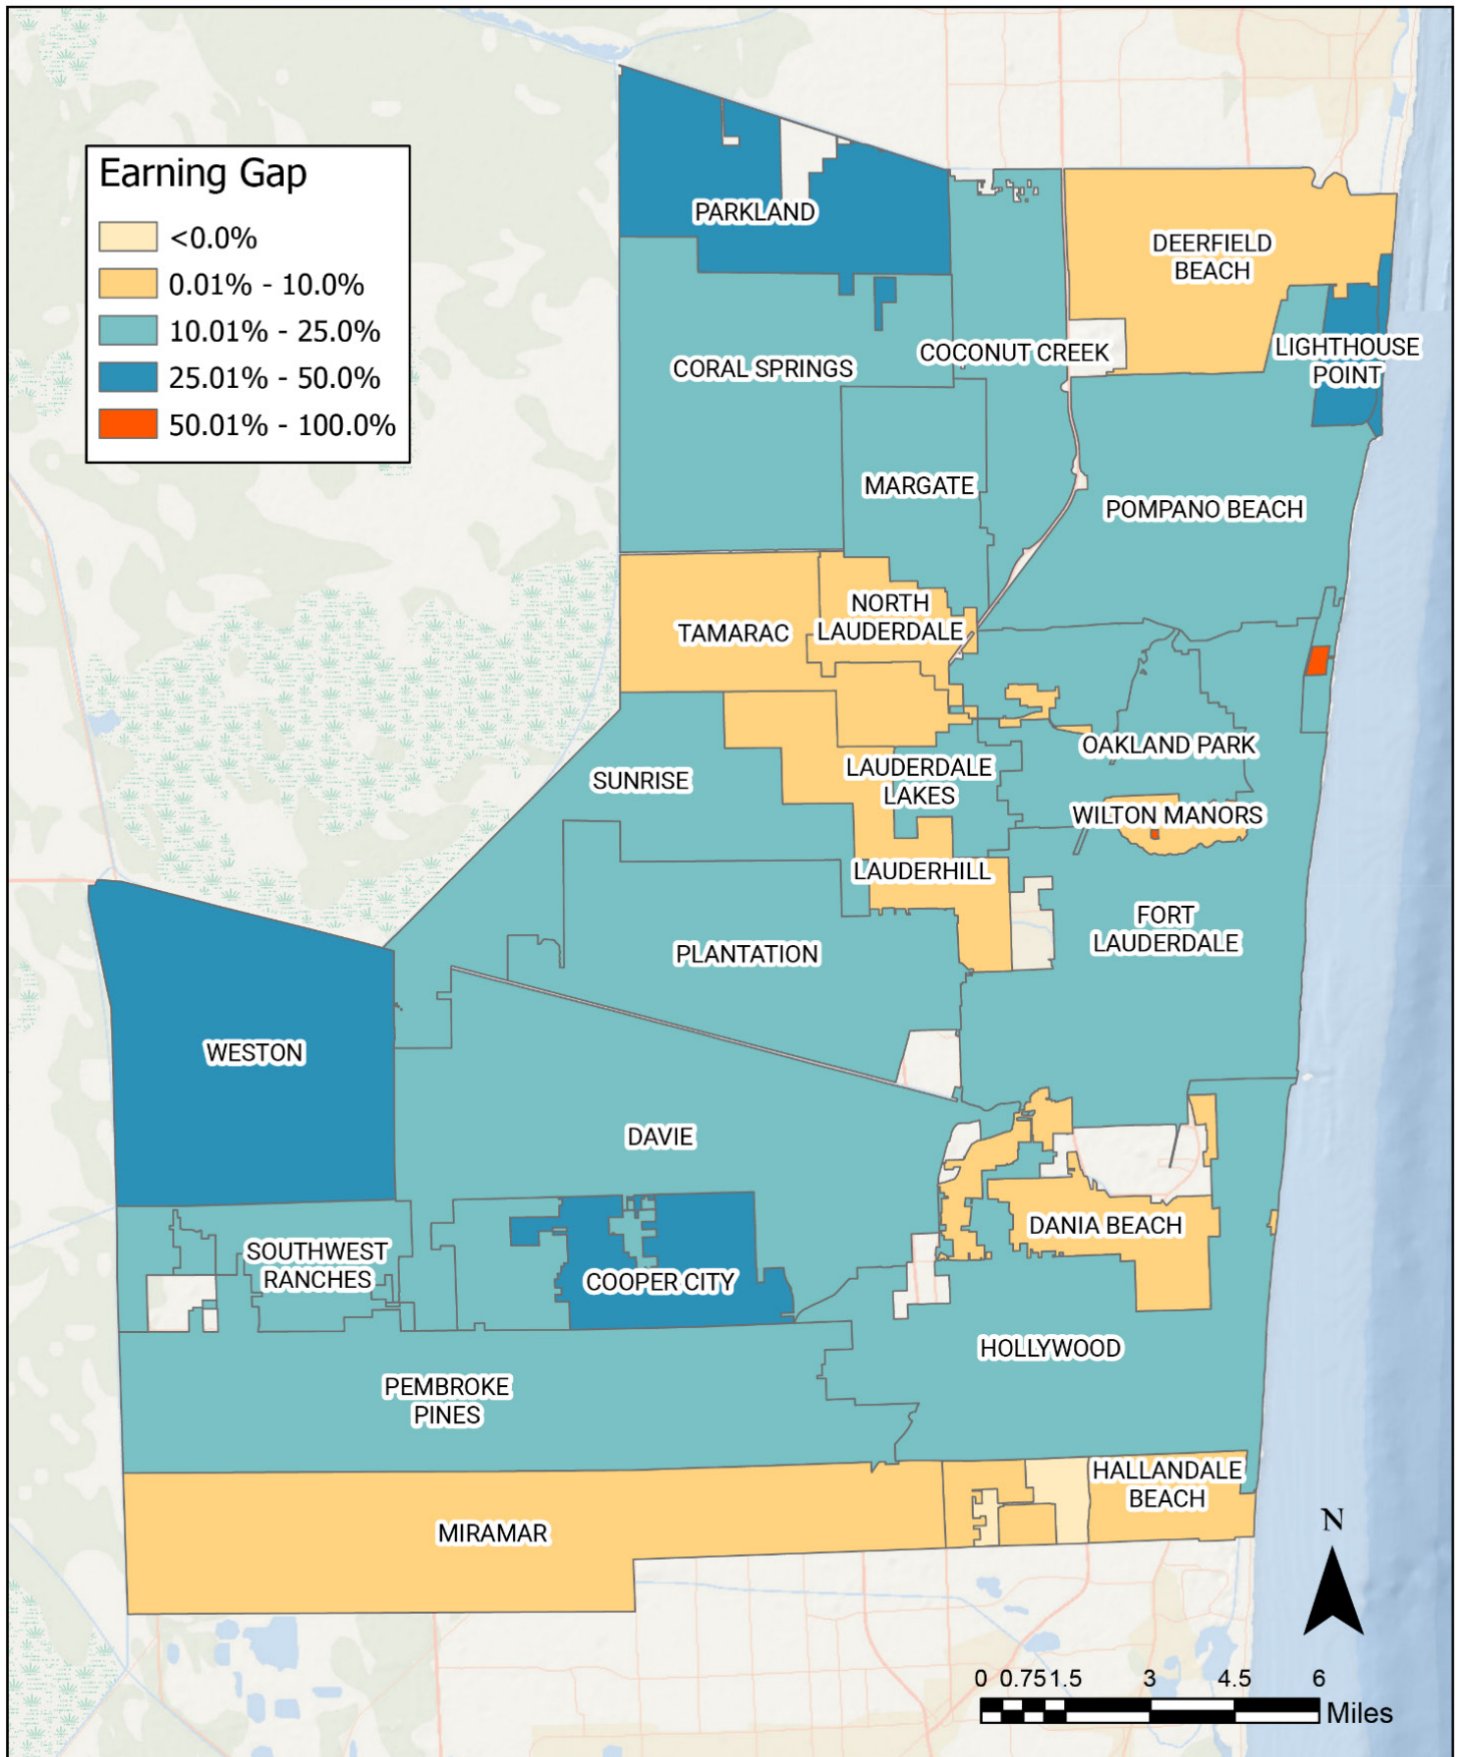 Earning Gap
<0.0%
0.01% - 10.0%
10.01% - 25.0%
25.01% - 50.0%
50.01% - 100.0%
PARKLAND
DEERFIELD
BEACH
CORAL SPRINGS
COCONUT CREEK
LIGHTHOUSE
POINT
MARGATE
POMPANO BEACH
TAMARAC
NORTH
LAUDERDALE
SUNRISE
LAUDERDALE
LAKES
OAKLAND PARK
WILTON MANORS
LAUDERHILL
PLANTATION
FORT
LAUDERDALE
WESTON
DAVIE
SOUTHWEST
RANCHES
COOPER CITY
DANIA BEACH
HOLLYWOOD
PEMBROKE
PINES
MIRAMAR
HALLANDALE
BEACH
N
0 0.75 1.5 3 4.5 6
Miles